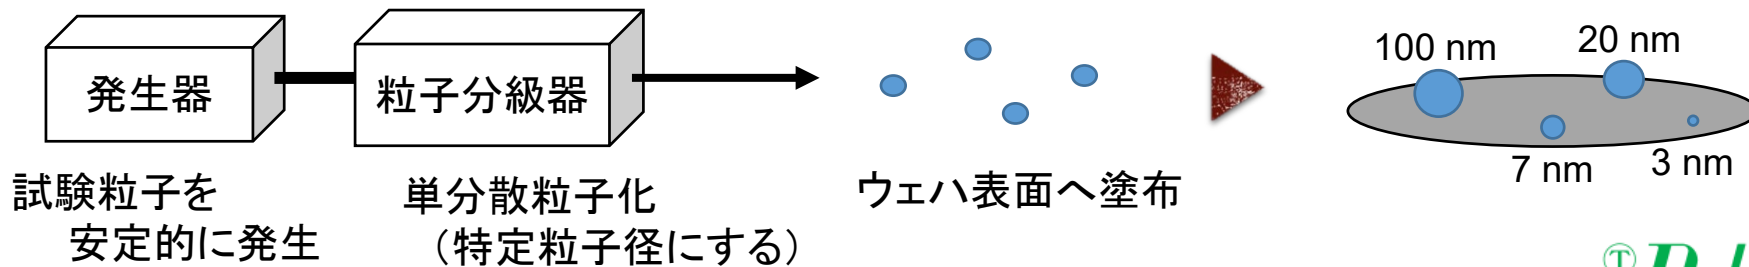 発生器
粒子分級器
試験粒子を
安定的に発生
単分散粒子化
（特定粒子径にする）
ウェハ表面へ塗布
100 nm
20 nm
7 nm
3 nm